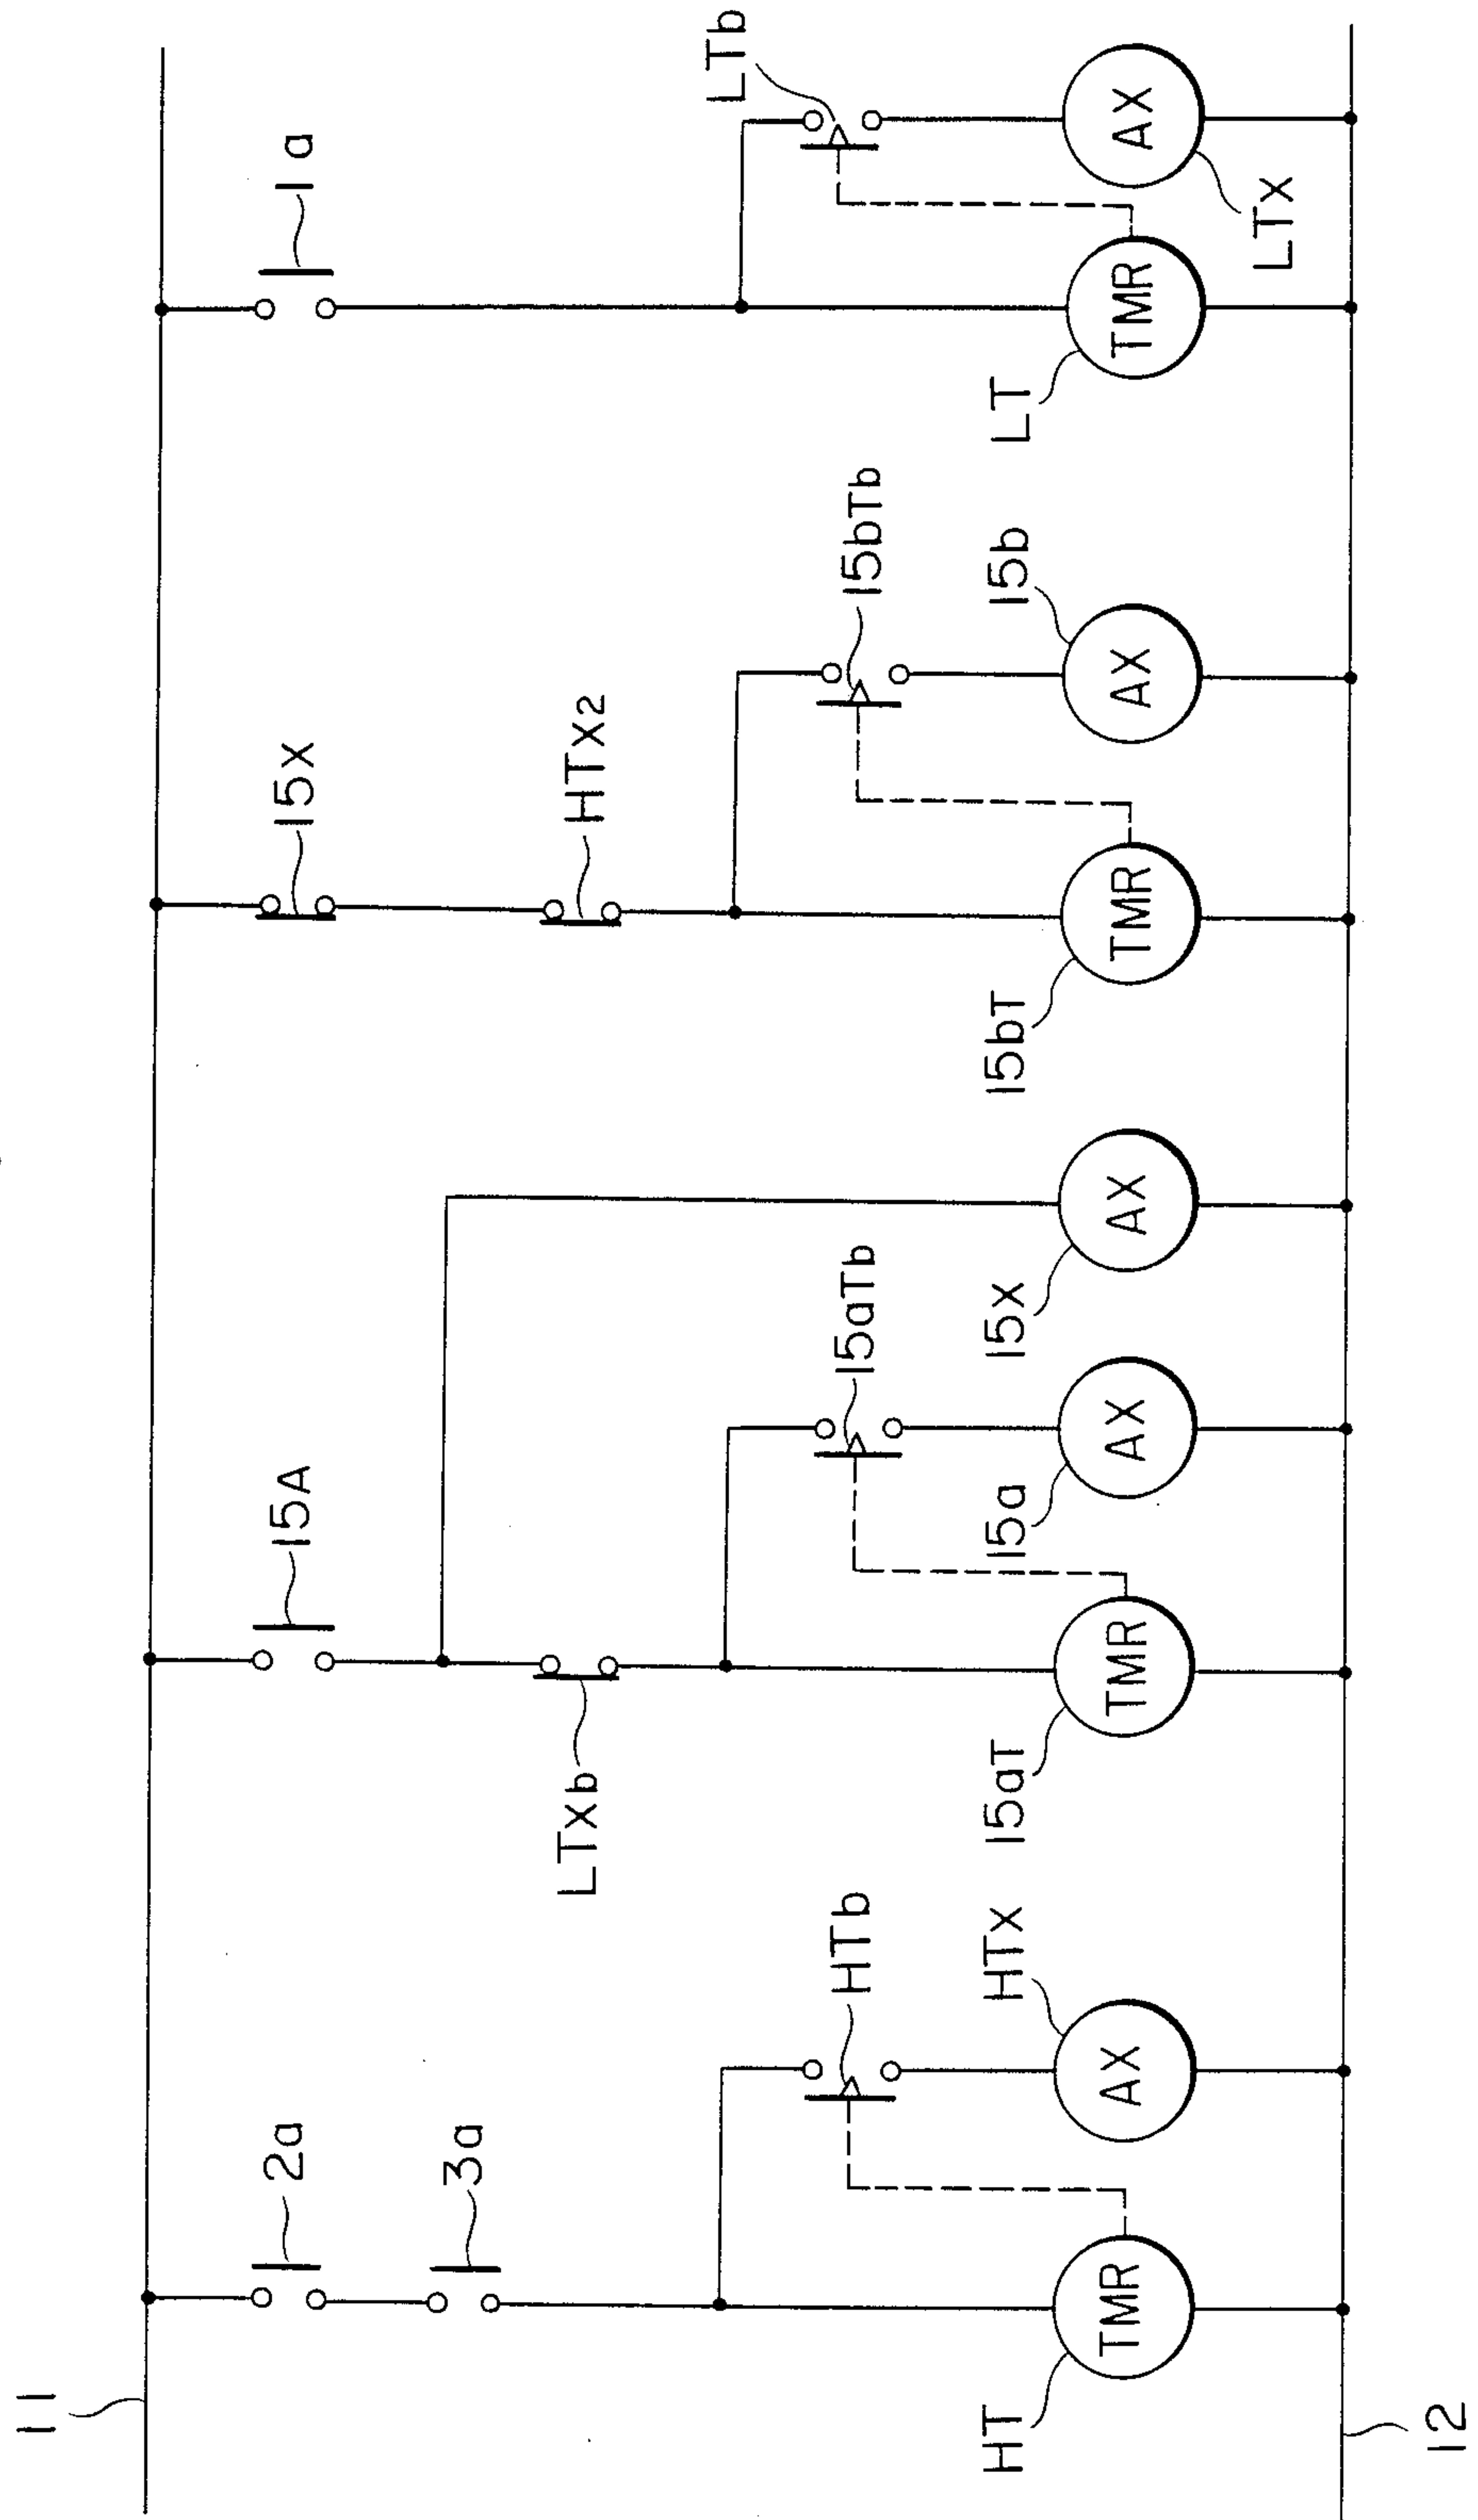 11
2a
3a
HTb
HT
TMR
AX
HTX
15A
LTXb
15aTb
15aT
TMR
15a
AX
15X
AX
15X
HTX2
15bTb
15bT
TMR
15b
AX
1a
LTb
LT
TMR
AX
LTX
12